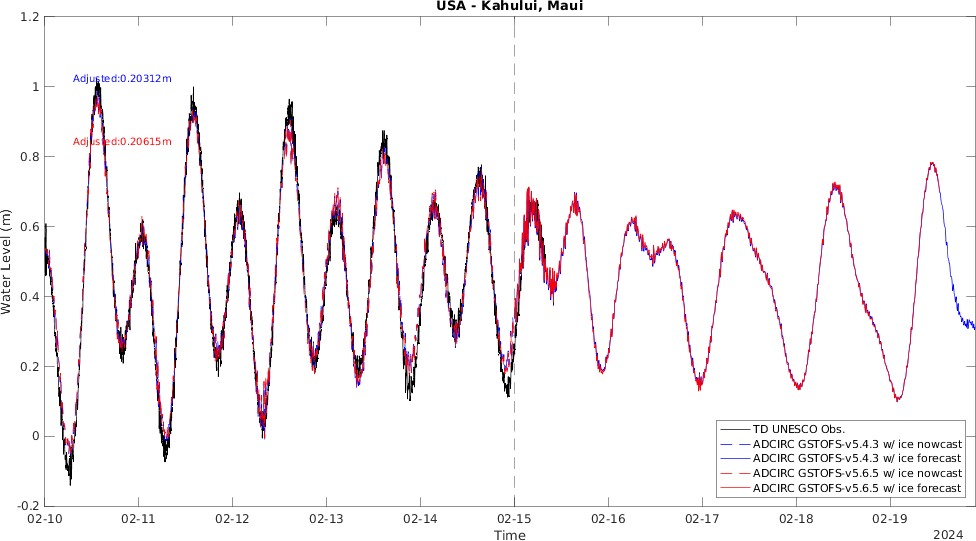 USA - Kahului, Maui
1.2
1
0.8
0.6
0.4
0.2
0
-0.2
Water Level (m)
Adjusted:0.20312m
Adjusted:0.20615m
TD UNESCO Obs.
ADCIRC GSTOFS-v5.4.3 w/ ice nowcast
ADCIRC GSTOFS-v5.4.3 w/ ice forecast
ADCIRC GSTOFS-v5.6.5 w/ ice nowcast
ADCIRC GSTOFS-v5.6.5 w/ ice forecast
02-10 02-11 02-12 02-13 02-14 02-15 02-16 02-17 02-18 02-19
Time
2024